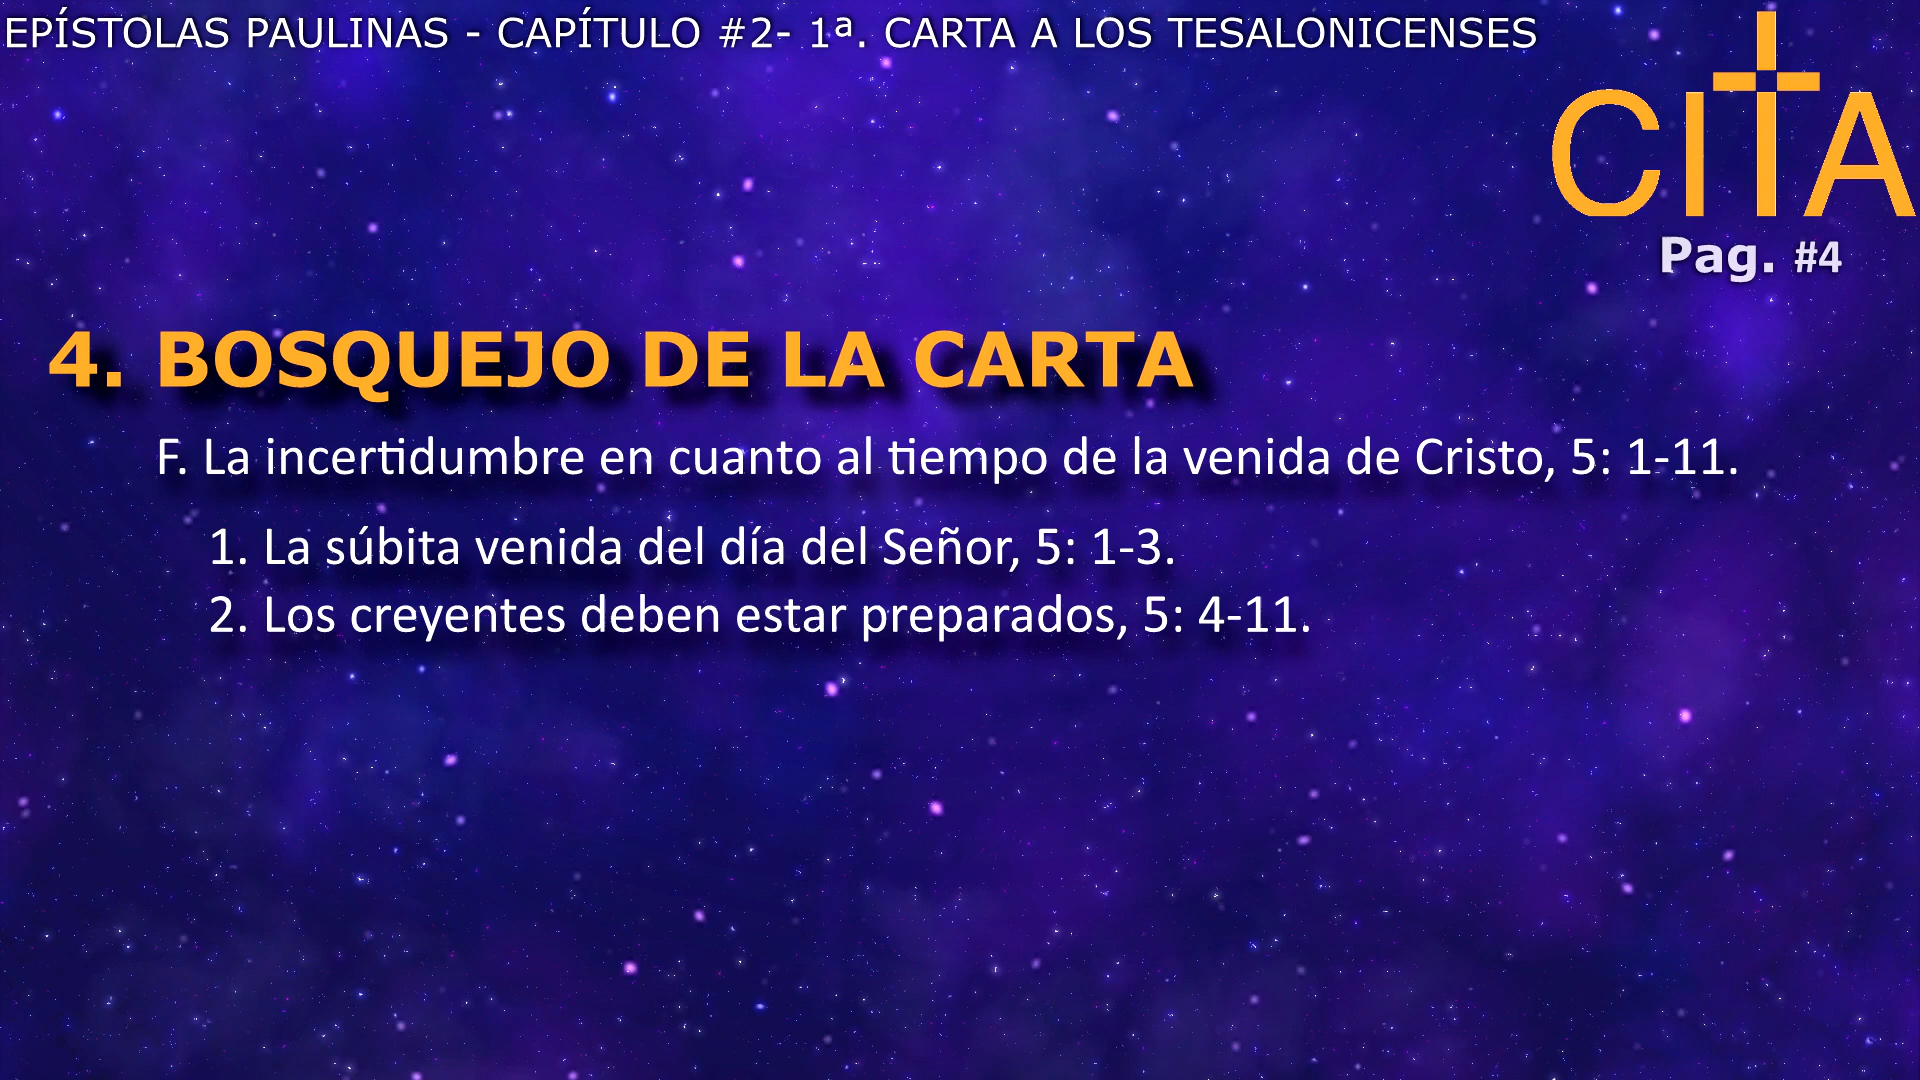 EPÍSTOLAS PAULINAS - CAPÍTULO #2- 1ª. CARTA A LOS TESALONICENSES
CITA
Pag. #4
4. BOSQUEJO DE LA CARTA
F. La incertidumbre en cuanto al tiempo de la venida de Cristo, 5: 1-11.
1. La súbita venida del día del Señor, 5: 1-3.
2. Los creyentes deben estar preparados, 5: 4-11.